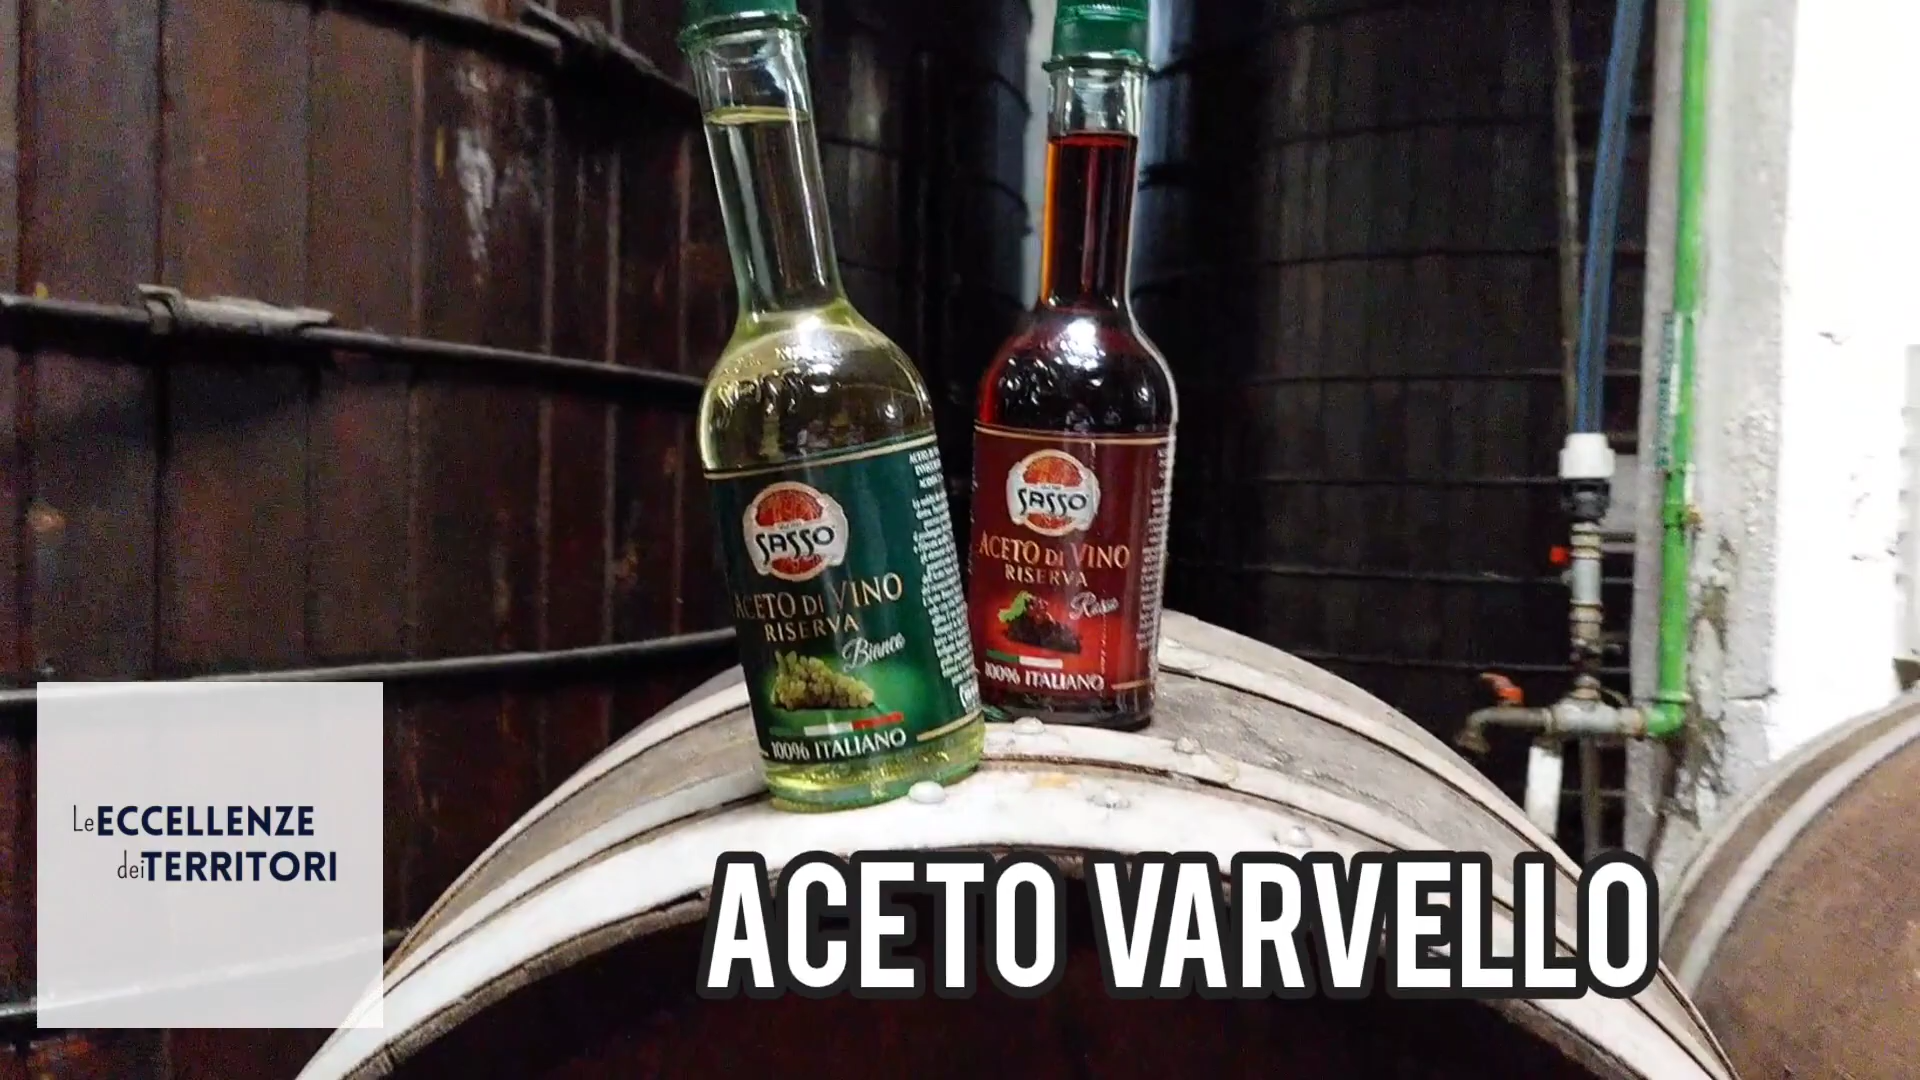 SASSO
ACETO DI VINO
RISERVA
Bianco
100% ITALIANO
SASSO
ACETO DI VINO
RISERVA
Rosso
100% ITALIANO
Le ECCELLENZE
dei TERRITORI
ACETO VARVELLO